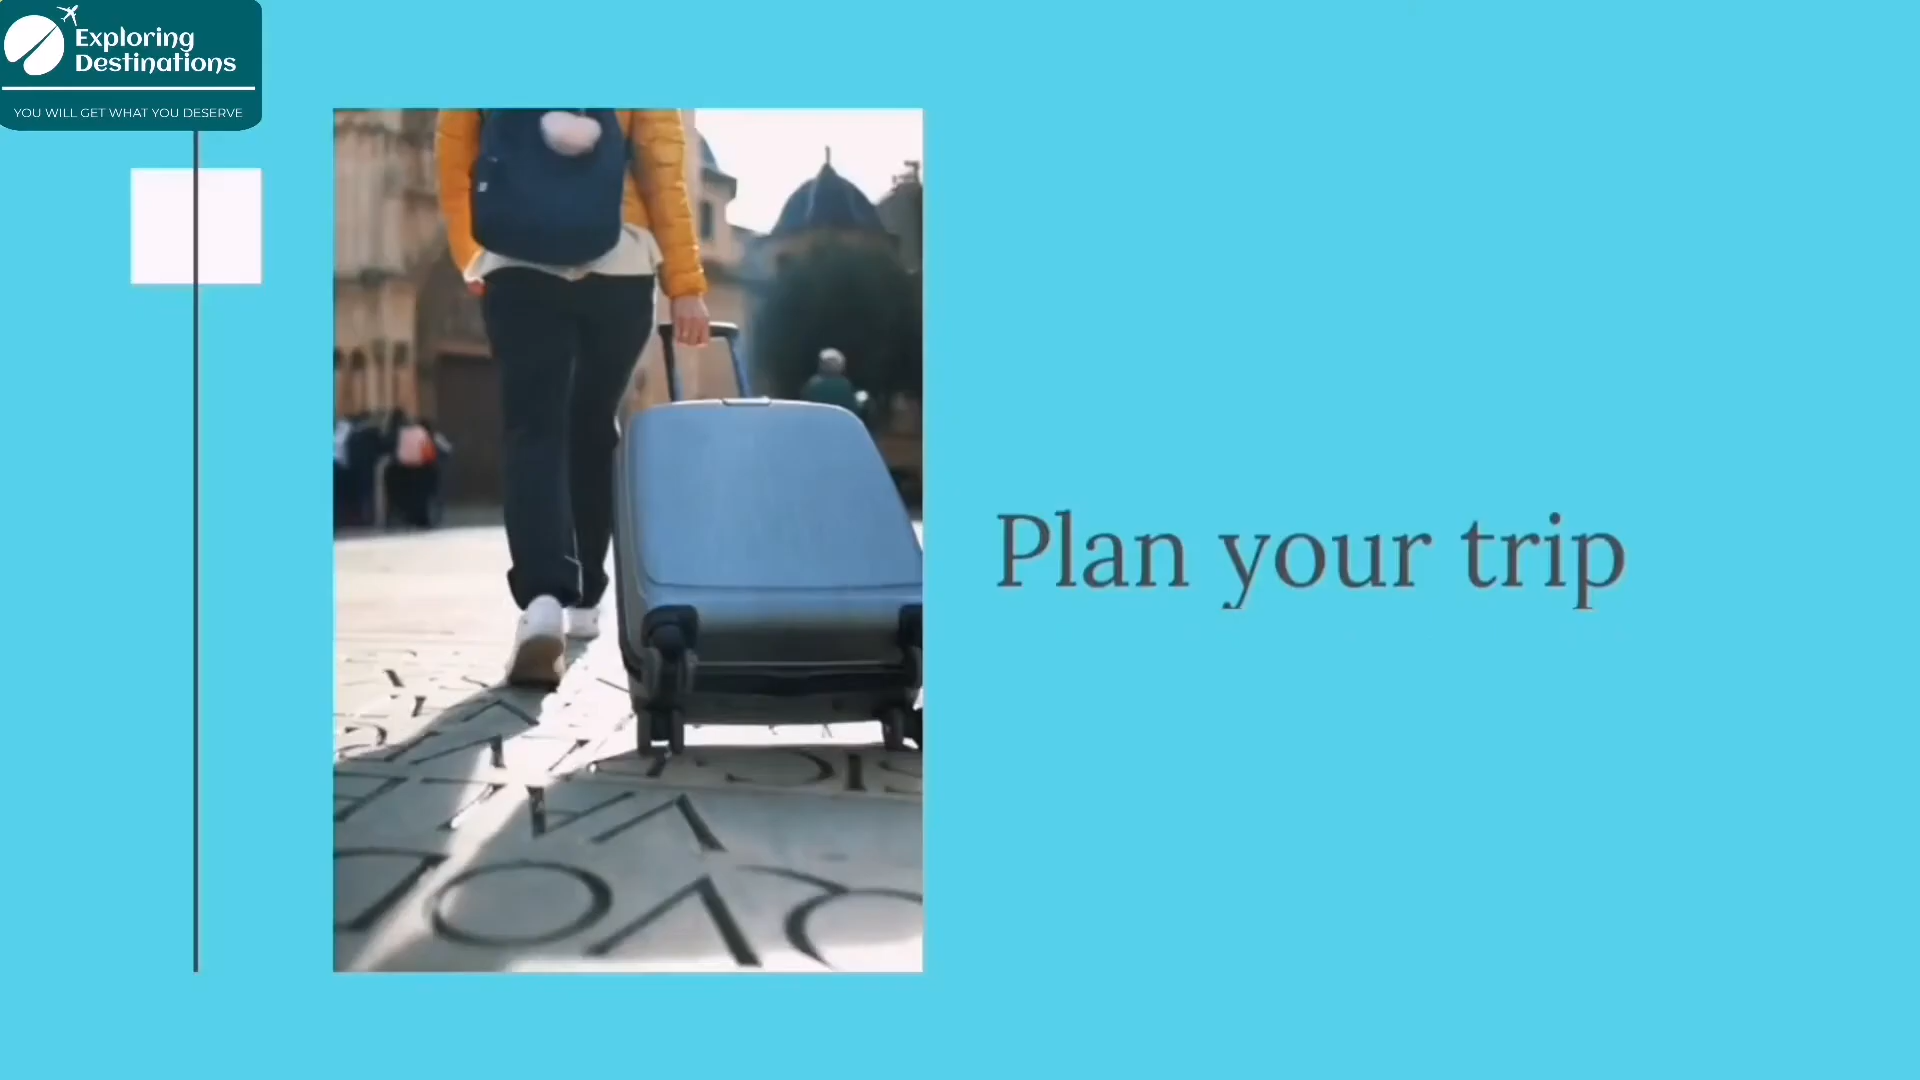 Exploring
Destinations
YOU WILL GET WHAT YOU DESERVE
Plan your trip